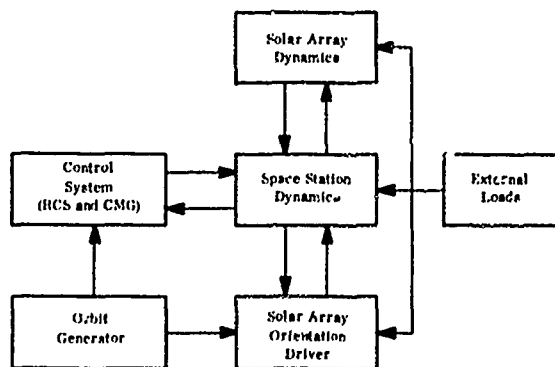 Solar Array
Dynamics
Control
System
(RCS and CMG)
Space Station
Dynamics
External
Loads
Orbit
Generator
Solar Array
Orientation
Driver